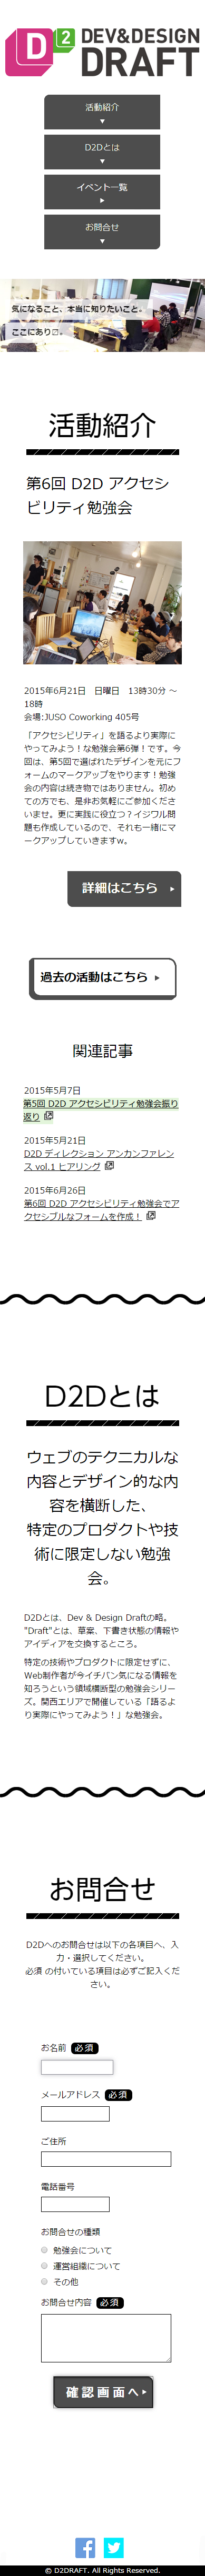 D2 DEV&DESIGN
DRAFT
活動紹介
D2Dとは
イベント一覧
お問合せ
気になること、本当に知りたいこと。
ここにあり〼。
活動紹介
第6回 D2D アクセシ
ビリティ勉強会
2015年6月21日 日曜日 13時30分 ～
18時
会場:JUSO Coworking 405号
「アクセシビリティ」を語るより実際に
やってみよう！な勉強会第6弾！です。今
回は、第5回で選ばれたデザインを元にフ
ォームのマークアップをやります！勉強
会の内容は続き物ではありません。初め
ての方でも、是非お気軽にご参加くださ
いませ。更に実践に役立つ？イジワル問
題も作成しているので、それも一緒にマ
ークアップしていきますw。
詳細はこちら
過去の活動はこちら
関連記事
2015年5月7日
第5回 D2D アクセシビリティ勉強会振り
返り
2015年5月21日
D2D ディレクション アンカンファレン
ス vol.1 ヒアリング
2015年6月26日
第6回 D2D アクセシビリティ勉強会でア
クセシブルなフォームを作成！
D2Dとは
ウェブのテクニカルな
内容とデザイン的な内
容を横断した、
特定のプロダクトや技
術に限定しない勉強
会。
D2Dとは、Dev & Design Draftの略。
"Draft"とは、草案、下書き状態の情報や
アイディアを交換するところ。
特定の技術やプロダクトに限定せずに、
Web制作者が今イチバン気になる情報を
知ろうという領域横断型の勉強会シリー
ズ。関西エリアで開催している「語るよ
り実際にやってみよう！」な勉強会。
お問合せ
D2Dへのお問合せは以下の各項目へ、入
力・選択してください。
必須 の付いている項目は必ずご記入くだ
さい。
お名前 必須
メールアドレス 必須
ご住所
電話番号
お問合せの種類
勉強会について
運営組織について
その他
お問合せ内容 必須
確認画面へ
© D2DRAFT. All Rights Reserved.